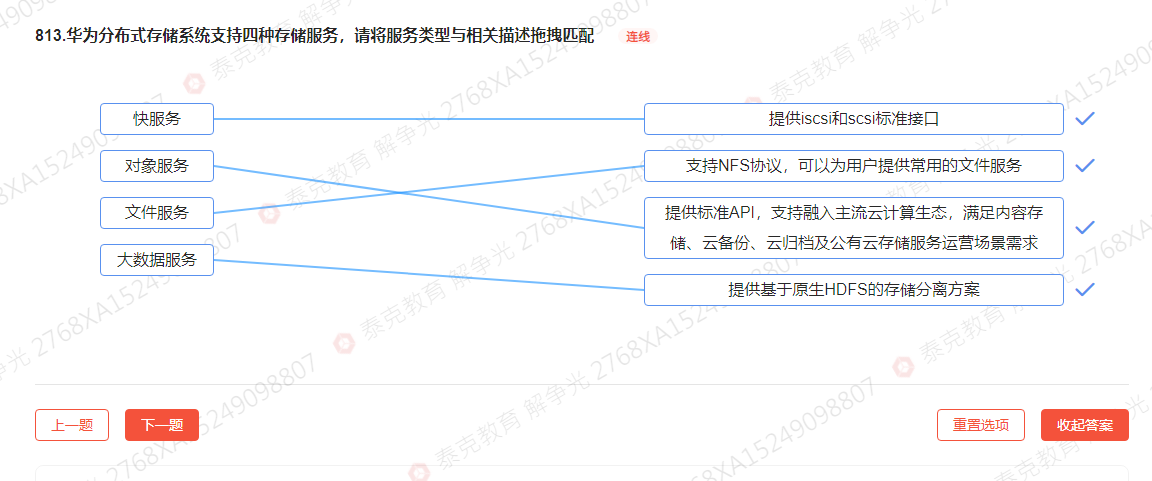 813.华为分布式存储系统支持四种存储服务，请将服务类型与相关描述拖拽匹配 连线
快服务
提供iscsi和scsi标准接口
对象服务
支持NFS协议，可以为用户提供常用的文件服务
文件服务
提供标准API，支持融入主流云计算生态，满足内容存
储、云备份、云归档及公有云存储服务运营场景需求
大数据服务
提供基于原生HDFS的存储分离方案
上一题
下一题
重置选项
收起答案
泰克教育 解争光 2768XA15249098807